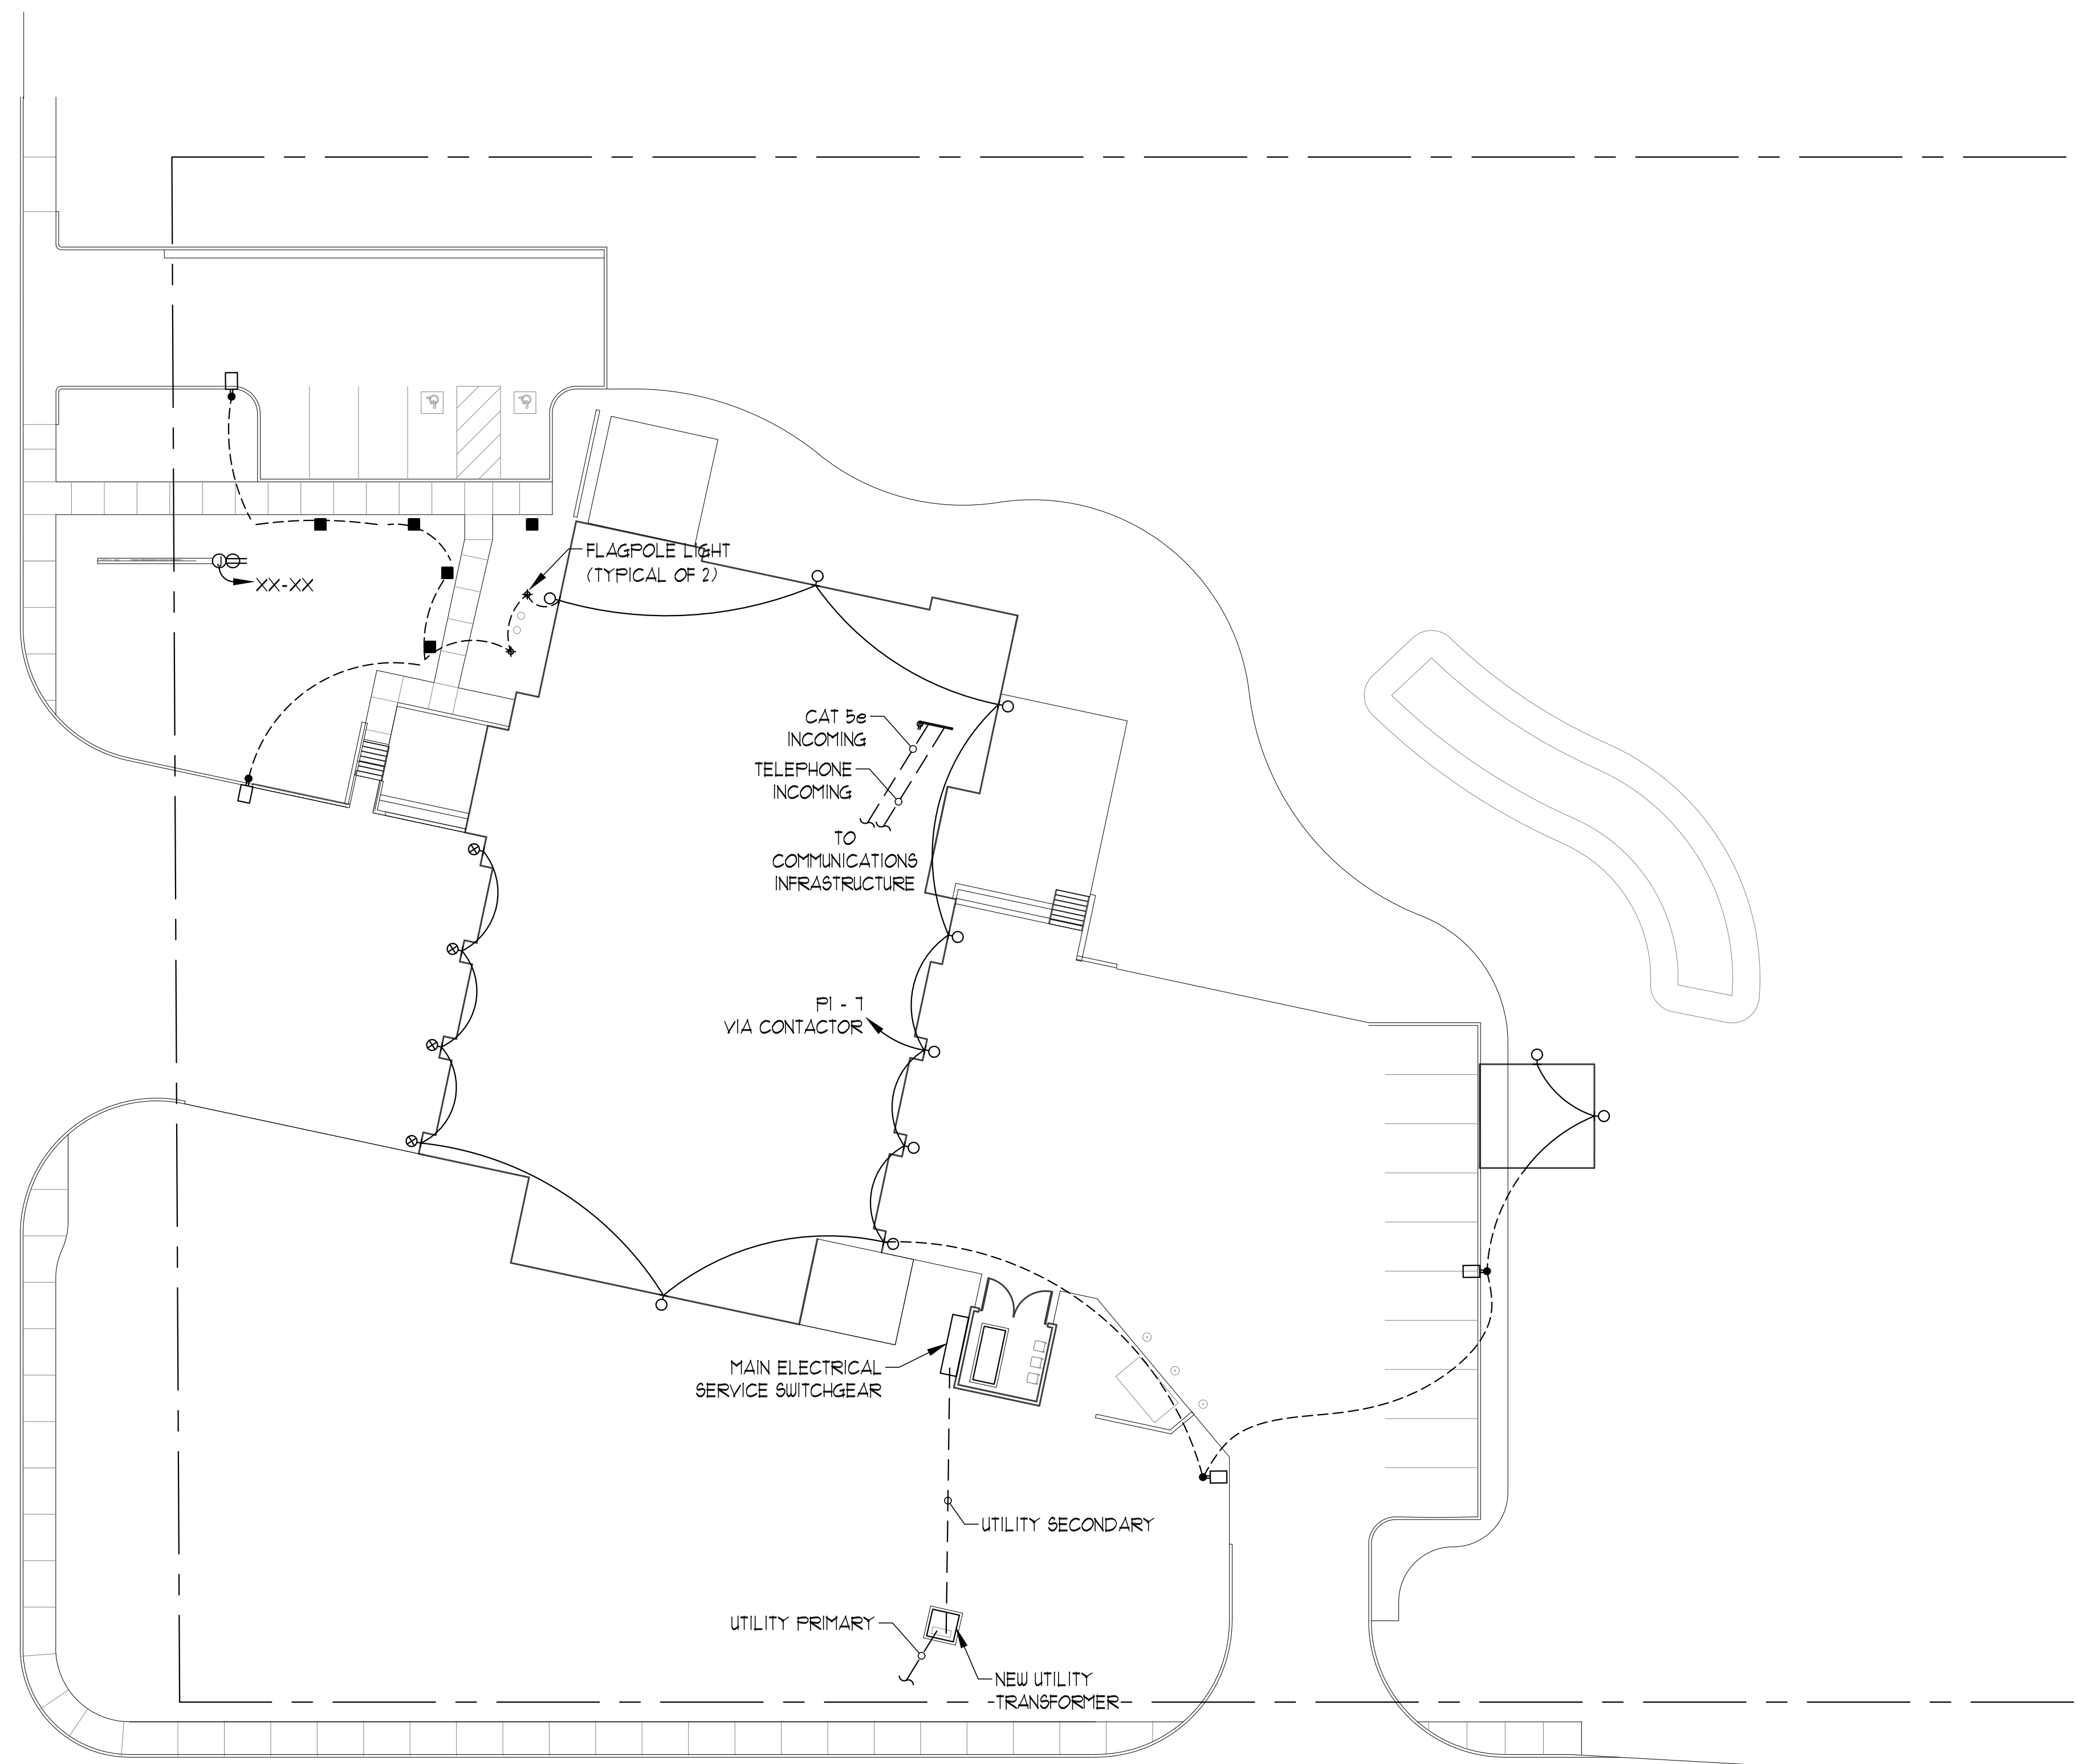 FLAGPOLE LIGHT
(TYPICAL OF 2)
J
XX-XX
CAT 5e
INCOMING
TELEPHONE
INCOMING
TO
COMMUNICATIONS
INFRASTRUCTURE
P1 - 7
VIA CONTACTOR
MAIN ELECTRICAL
SERVICE SWITCHGEAR
UTILITY SECONDARY
UTILITY PRIMARY
NEW UTILITY
TRANSFORMER